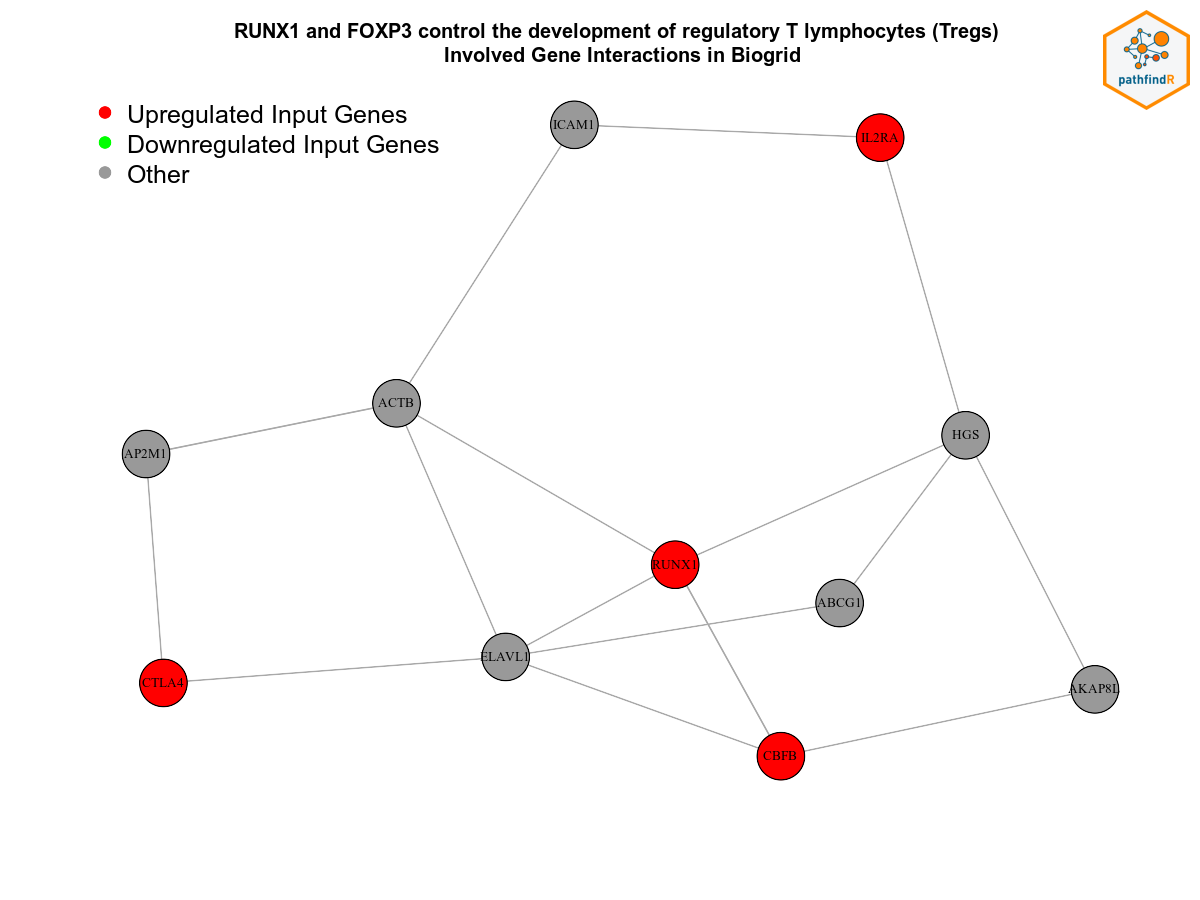 RUNX1 and FOXP3 control the development of regulatory T lymphocytes (Tregs)
Involved Gene Interactions in Biogrid
pathfindR
Upregulated Input Genes
Downregulated Input Genes
Other
ICAM1
IL2RA
ACTB
HGS
AP2M1
RUNX1
ABCG1
ELAVL1
CTLA4
AKAP8L
CBFB